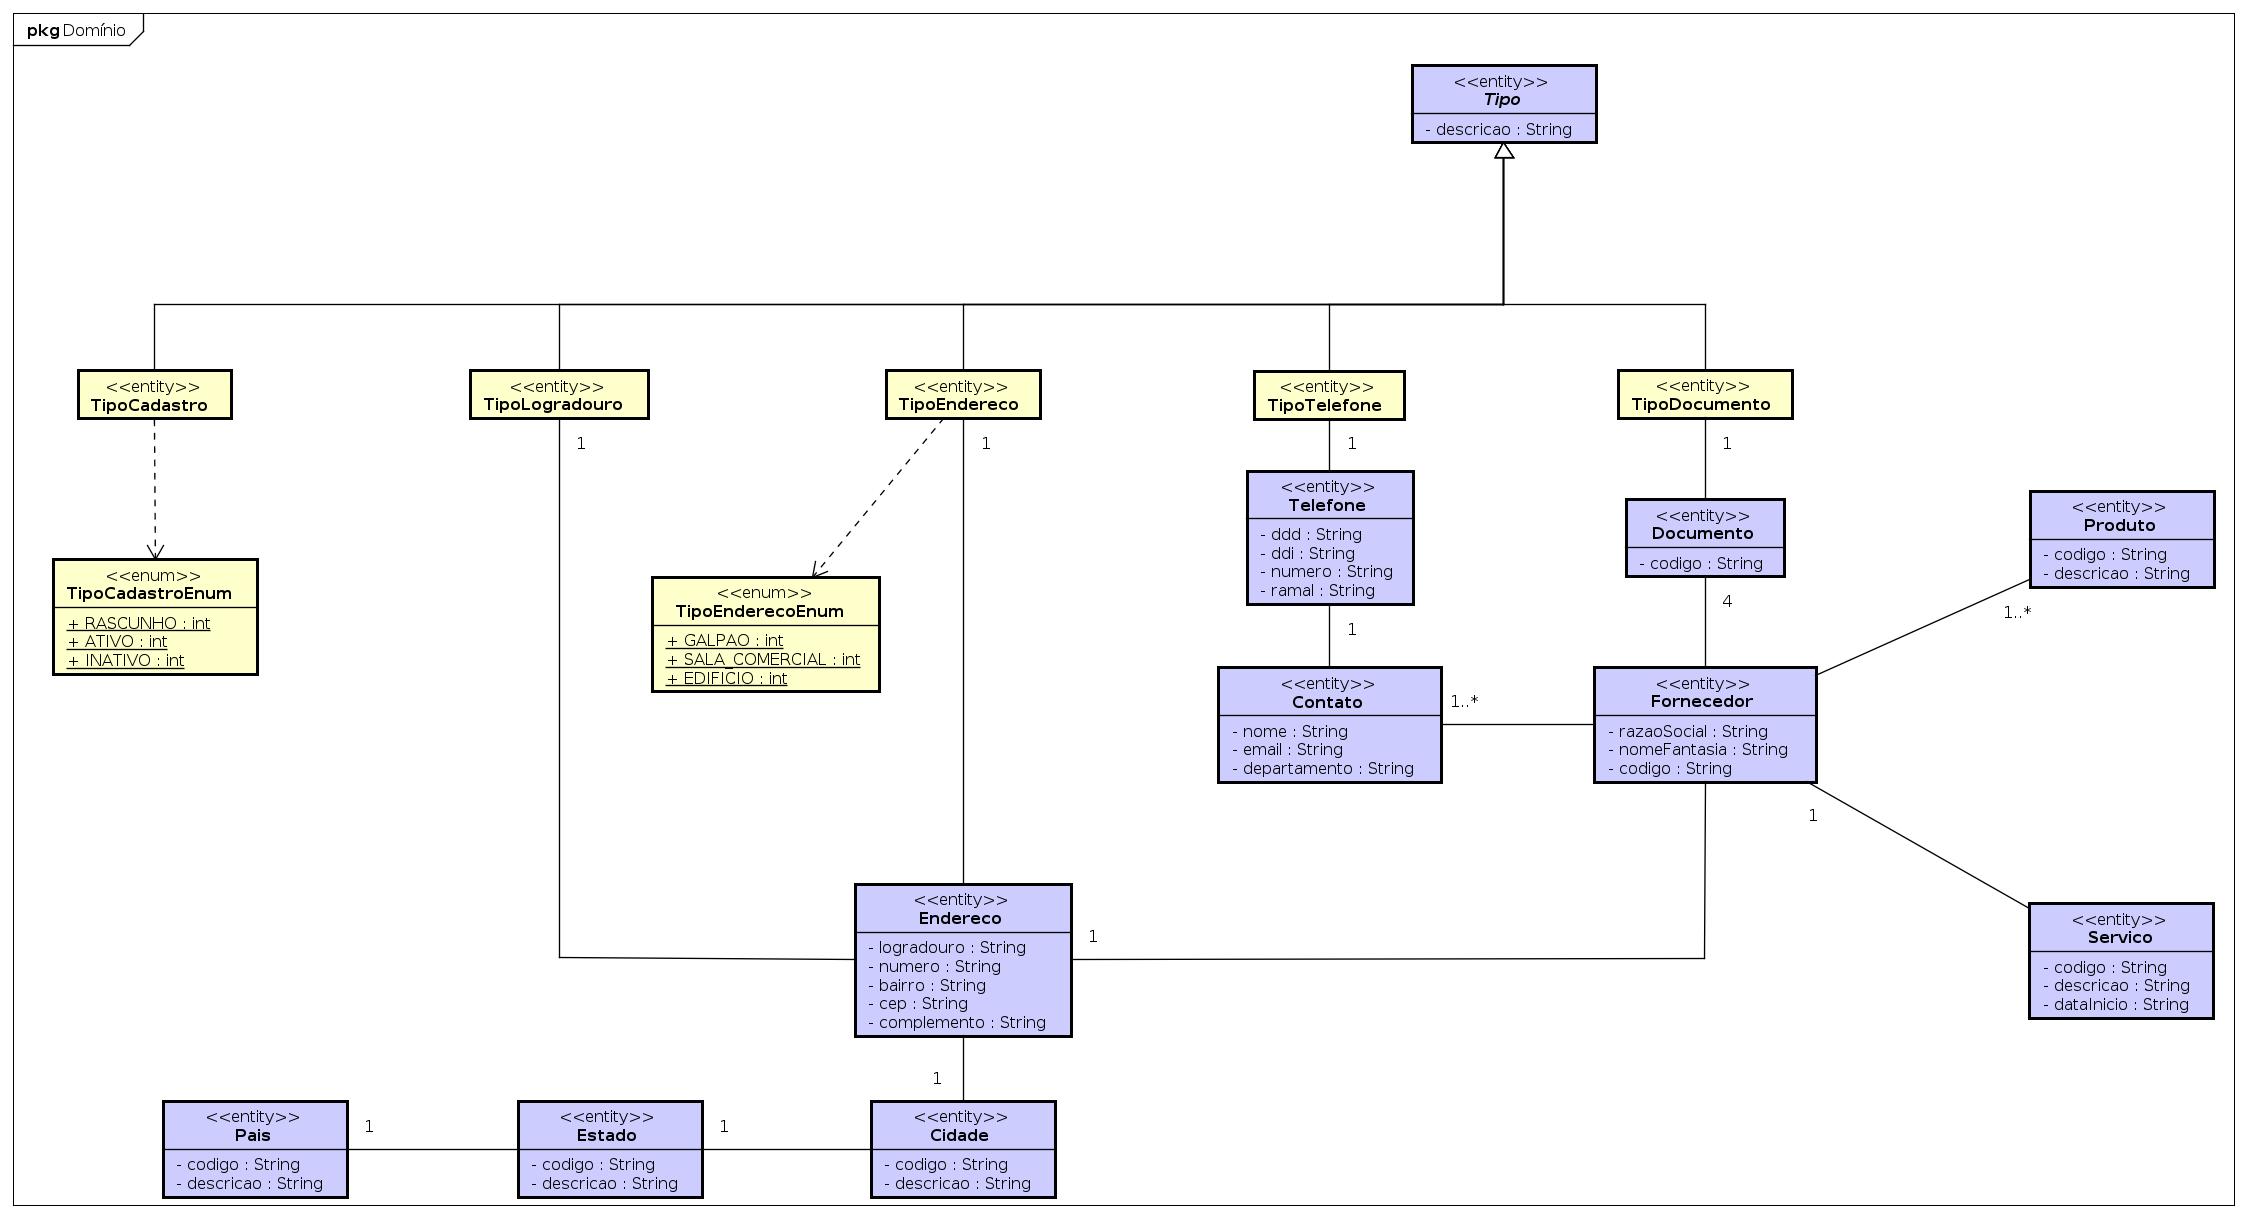 pkg Domínio
<<entity>>
Tipo
- descricao : String
<<entity>>
TipoCadastro
<<entity>>
TipoLogradouro
1
<<entity>>
TipoEndereco
1
<<entity>>
TipoTelefone
1
<<entity>>
TipoDocumento
1
<<enum>>
TipoCadastroEnum
+ RASCUNHO : int
+ ATIVO : int
+ INATIVO : int
<<enum>>
TipoEnderecoEnum
+ GALPAO : int
+ SALA_COMERCIAL : int
+ EDIFICIO : int
<<entity>>
Telefone
- ddd : String
- ddi : String
- numero : String
- ramal : String
1
<<entity>>
Documento
- codigo : String
4
<<entity>>
Produto
- codigo : String
- descricao : String
1..*
<<entity>>
Contato
- nome : String
- email : String
- departamento : String
1..*
<<entity>>
Fornecedor
- razaoSocial : String
- nomeFantasia : String
- codigo : String
1
<<entity>>
Endereco
- logradouro : String
- numero : String
- bairro : String
- cep : String
- complemento : String
1
1
<<entity>>
Servico
- codigo : String
- descricao : String
- dataInicio : String
<<entity>>
Pais
- codigo : String
- descricao : String
1
<<entity>>
Estado
- codigo : String
- descricao : String
1
<<entity>>
Cidade
- codigo : String
- descricao : String